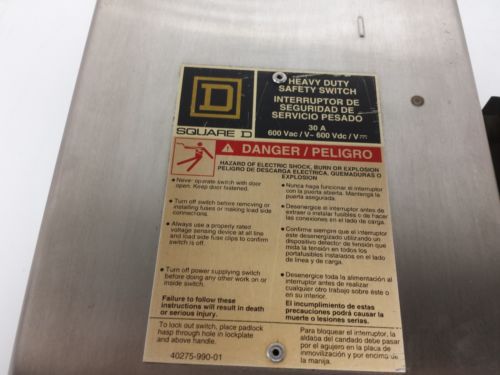 D
SQUARE D
HEAVY DUTY
SAFETY SWITCH
INTERRUPTOR DE
SEGURIDAD DE
SERVICIO PESADO
30 A
600 Vac / V~ 600 Vdc / V⎓
DANGER / PELIGRO
HAZARD OF ELECTRIC SHOCK, BURN OR EXPLOSION
PELIGRO DE DESCARGA ELECTRICA, QUEMADURAS O
EXPLOSION
• Never operate switch with door
open. Keep door fastened.
• Turn off switch before removing or
installing fuses or making load side
connections.
• Always use a properly rated
voltage sensing device at all line
and load side fuse clips to confirm
switch is off.
• Turn off power supplying switch
before doing any other work on or
inside switch.
Failure to follow these
instructions will result in death
or serious injury.
• Nunca haga funcionar el interruptor
con la puerta abierta. Mantenga la
puerta asegurada.
• Desenergice el interruptor antes de
extraer o instalar fusibles o de hacer
las conexiones en el lado de carga.
• Confirme siempre que el interruptor
esté desenergizado utilizando un
dispositivo detector de tensión que
mida la tensión en todos los
portafusibles instalados en el lado
de línea y de carga.
• Desenergice toda la alimentación al
interruptor antes de realizar
cualquier otro trabajo sobre éste o
en su interior.
El incumplimiento de estas
precauciones podrá causar la
muerte o lesiones serias.
To lock out switch, place padlock
hasp through hole in lockplate
and above handle.
40275-990-01
Para bloquear el interruptor, la
aldaba del candado debe pasar
por el agujero en la placa de
inmovilización y por encima de
la manija.